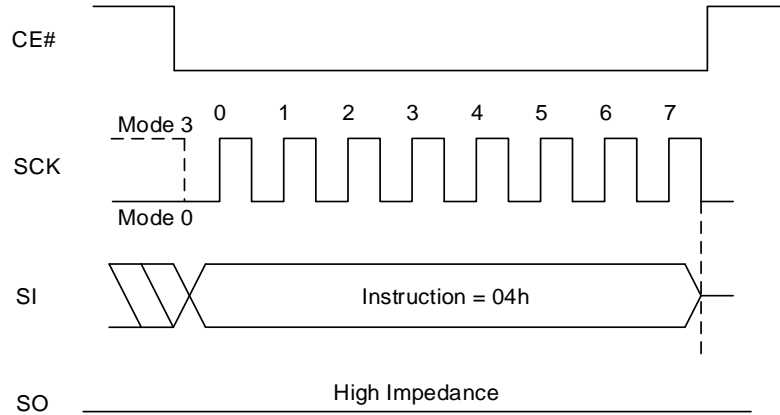 CE#
0 1 2 3 4 5 6 7
Mode 3
SCK
Mode 0
SI
Instruction = 04h
High Impedance
SO